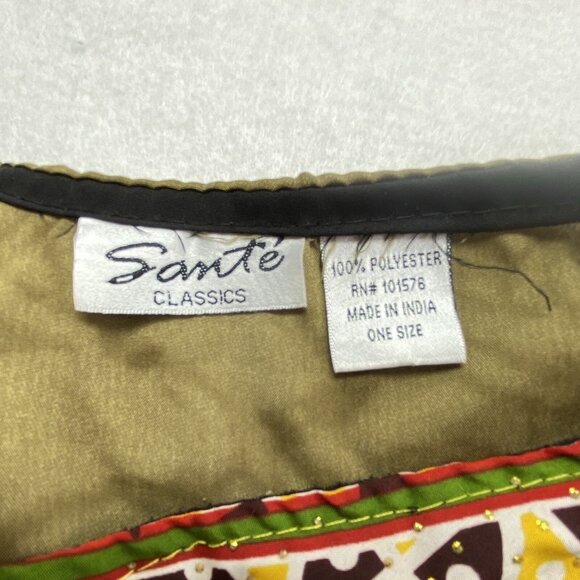 Santé
CLASSICS
100% POLYESTER
RN# 101576
MADE IN INDIA
ONE SIZE